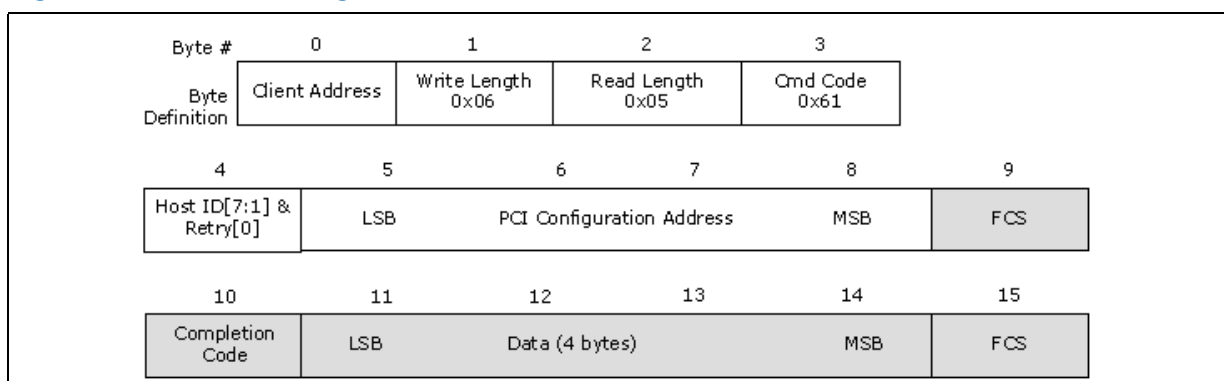 Byte # 0 1 2 3
Byte Definition
Client Address
Write Length
0x06
Read Length
0x05
Cmd Code
0x61
4 5 6 7 8 9
Host ID[7:1] &
Retry[0]
LSB PCI Configuration Address MSB
FCS
10 11 12 13 14 15
Completion
Code
LSB Data (4 bytes) MSB
FCS